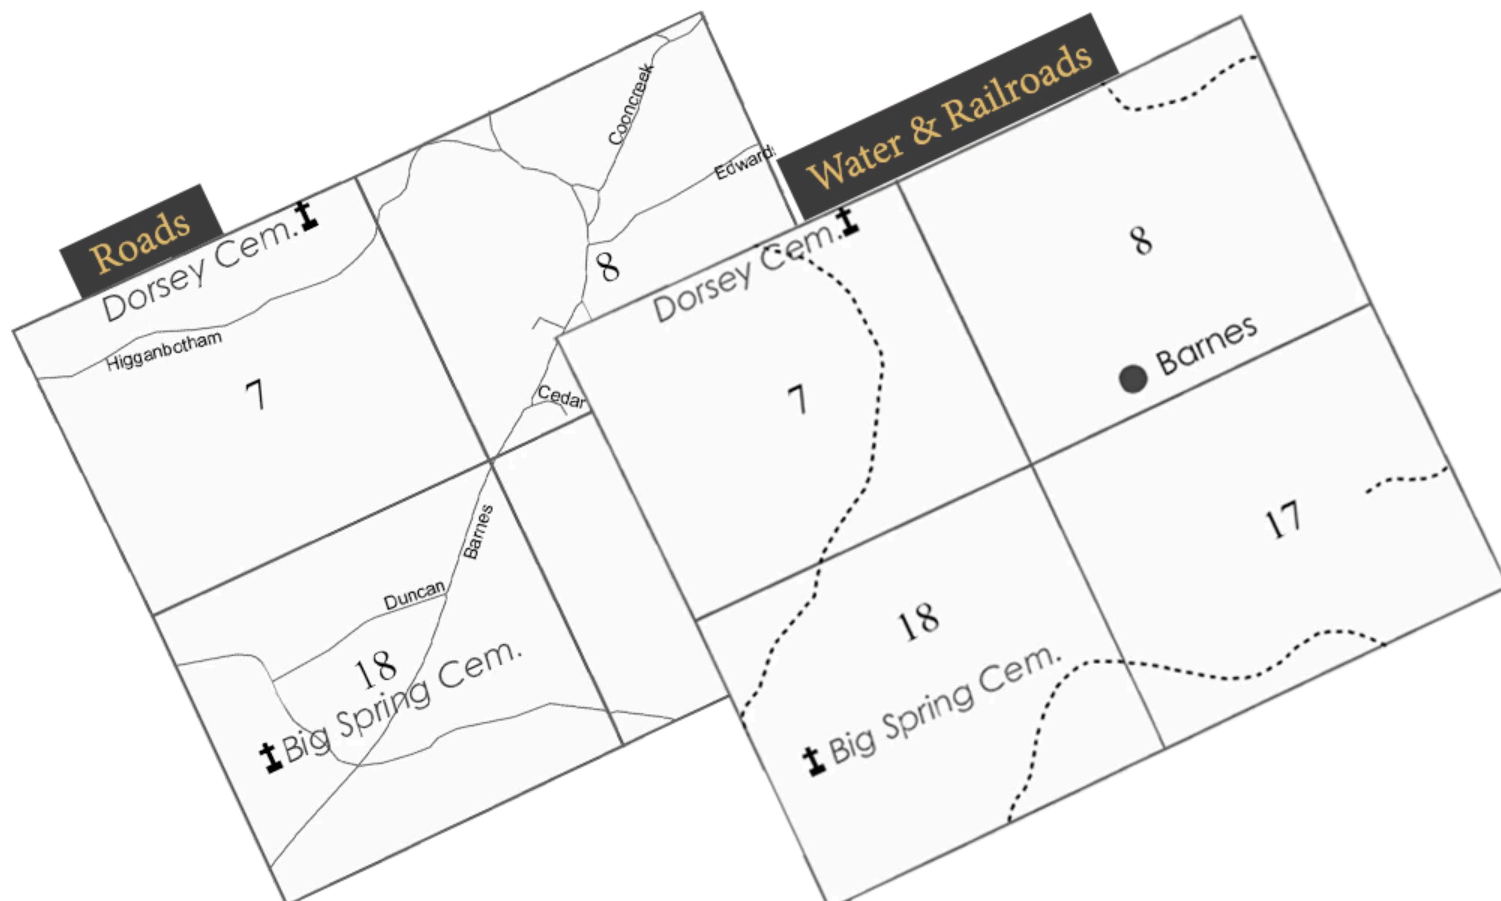 Roads
Dorsey Cem.
Higganbotham
7
Cooncreek
Edward
8
Cedar
Barnes
Duncan
18
Big Spring Cem.
Water & Railroads
Dorsey Cem.
7
8
Barnes
17
18
Big Spring Cem.